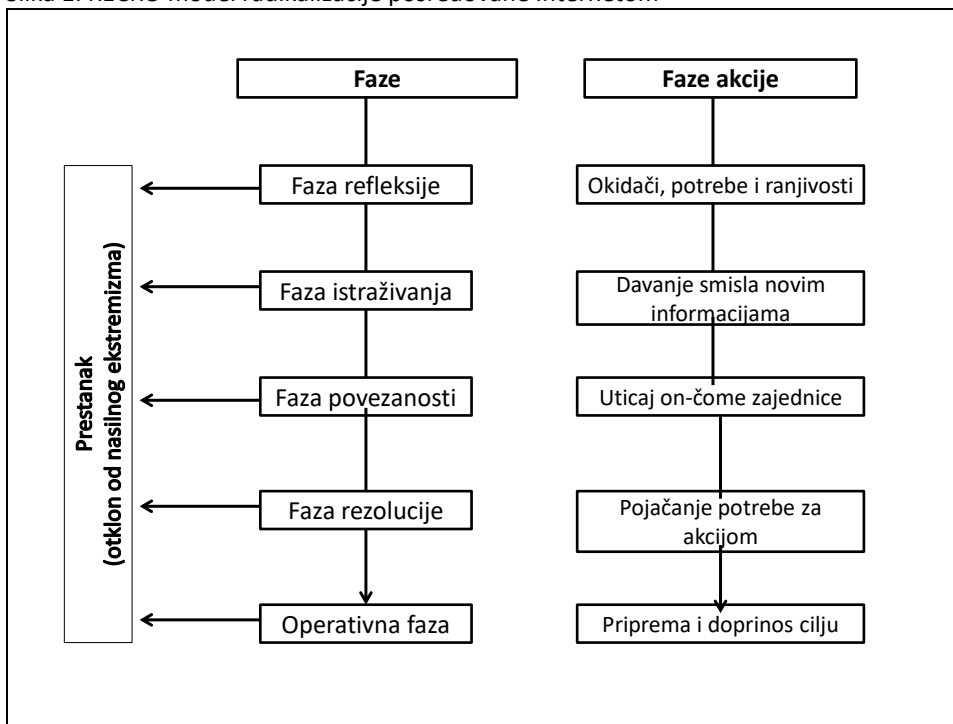 Faze
Faze akcije
Prestanak
(otklon od nasilnog ekstremizma)
Faza refleksije
Okidači, potrebe i ranjivosti
Faza istraživanja
Davanje smisla novim
informacijama
Faza povezanosti
Uticaj on-čome zajednice
Faza rezolucije
Pojačanje potrebe za
akcijom
Operativna faza
Priprema i doprinos cilju